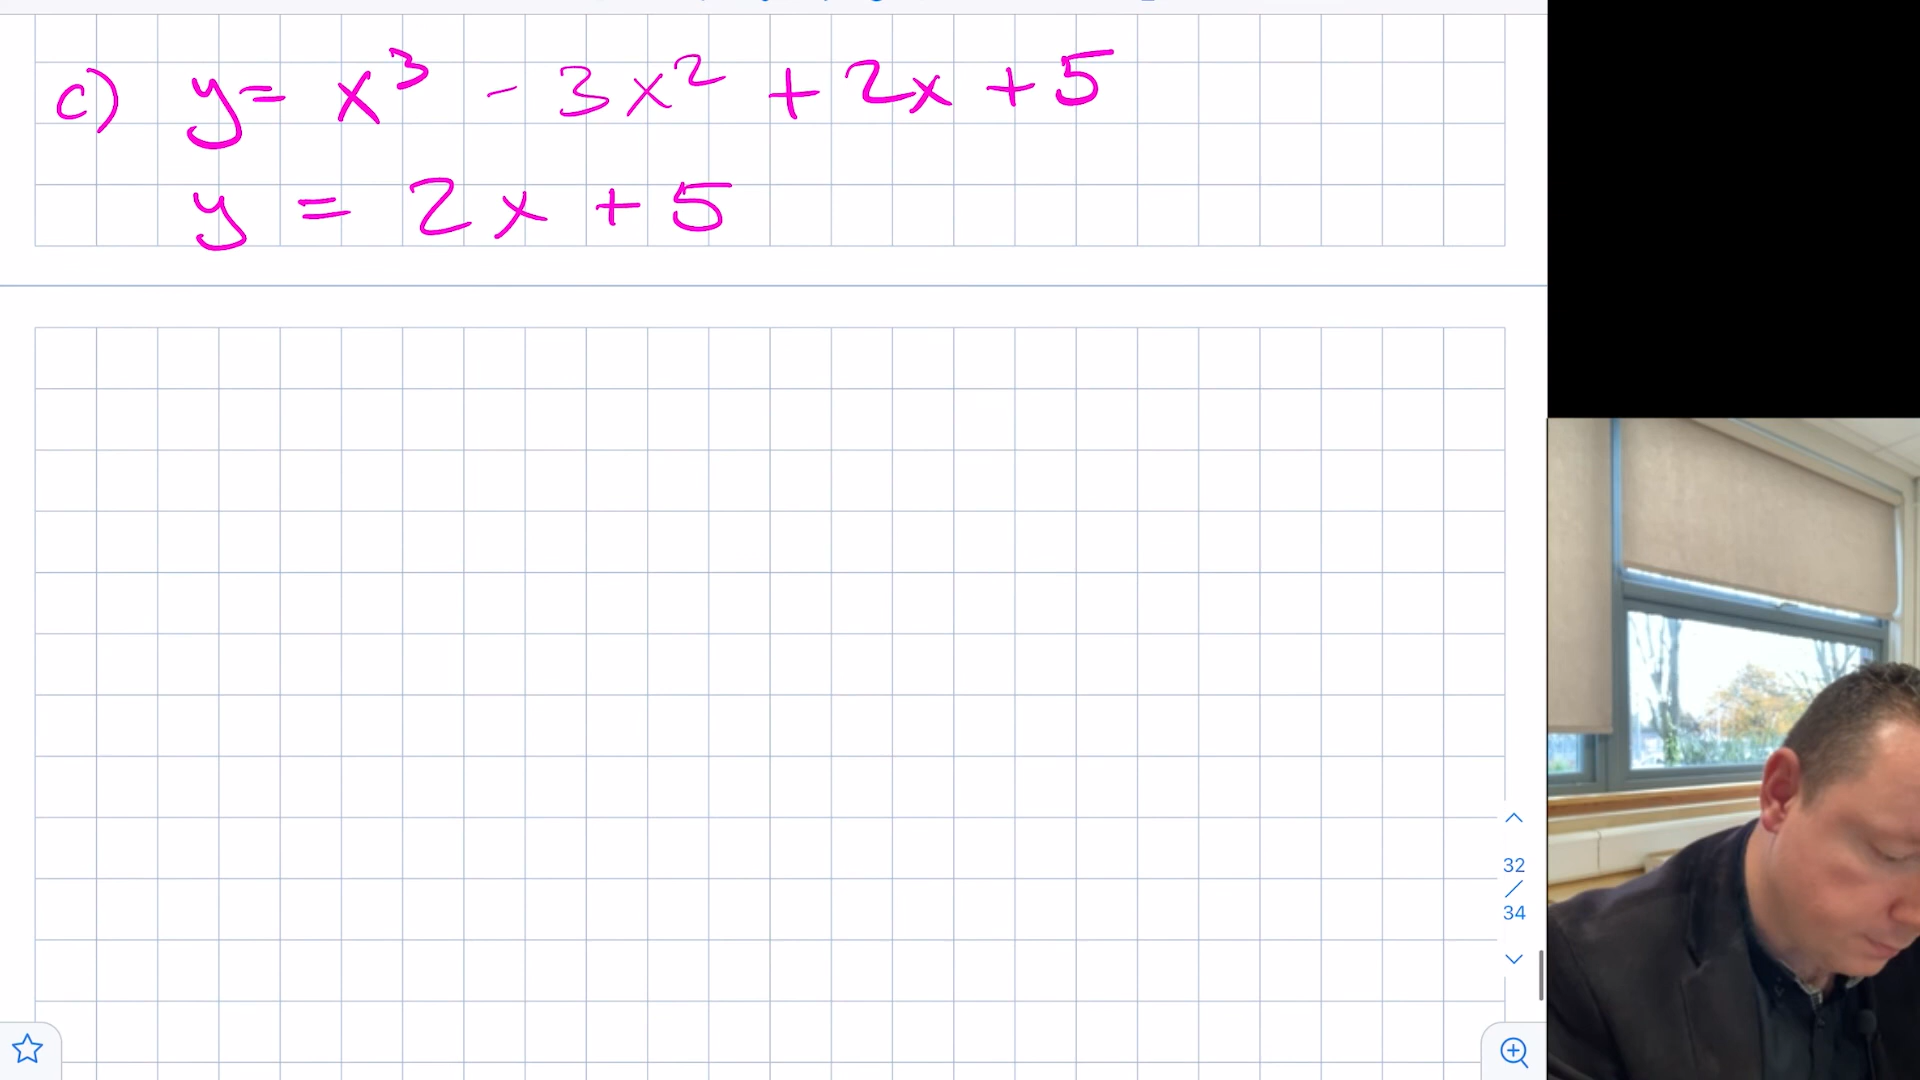 c) y = x³ - 3x² + 2x + 5
y = 2x + 5
32
/
34